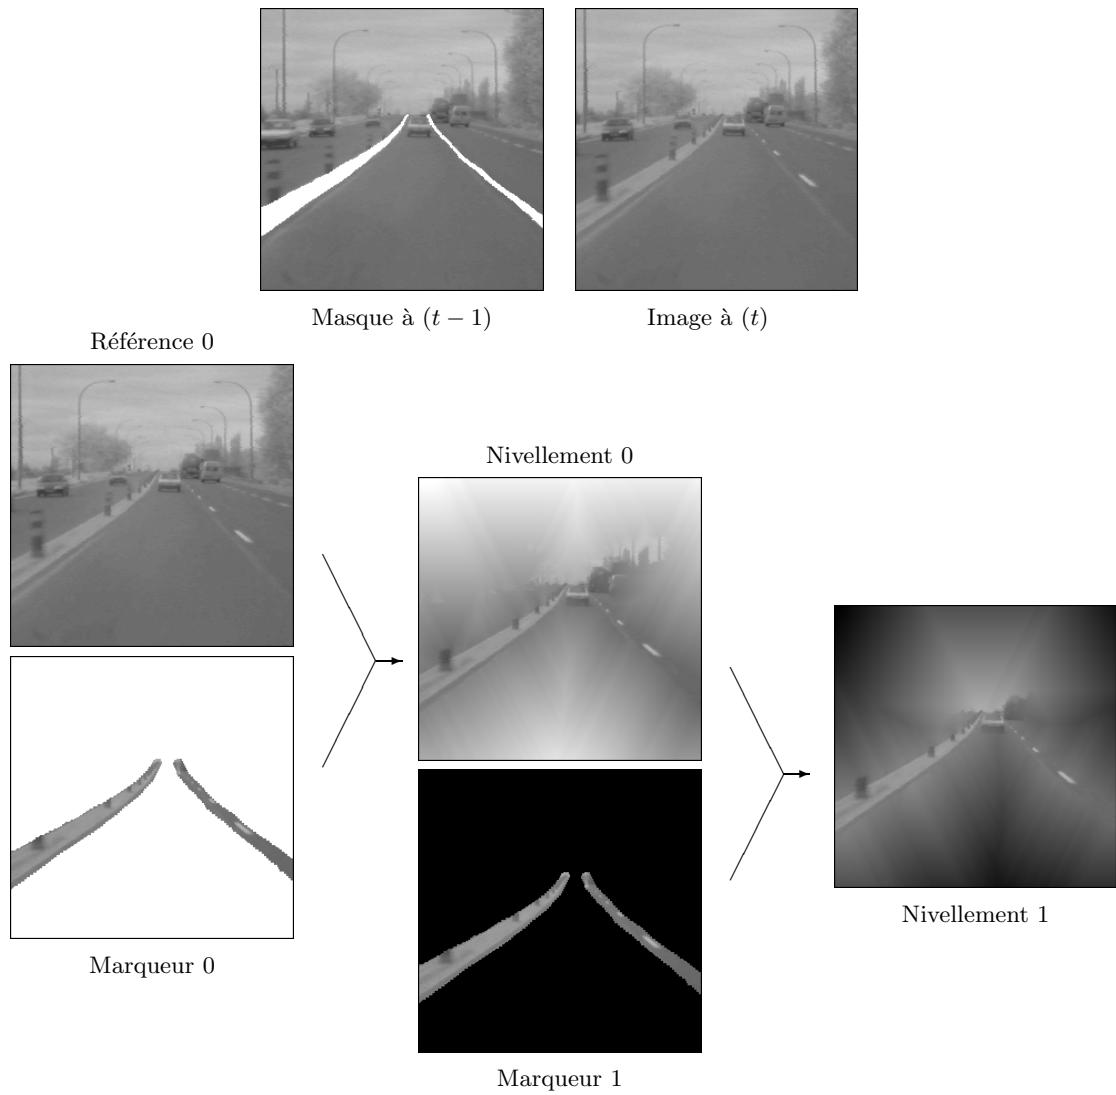 Masque à (t − 1)
Image à (t)
Référence 0
Nivellement 0
Marqueur 0
Nivellement 1
Marqueur 1